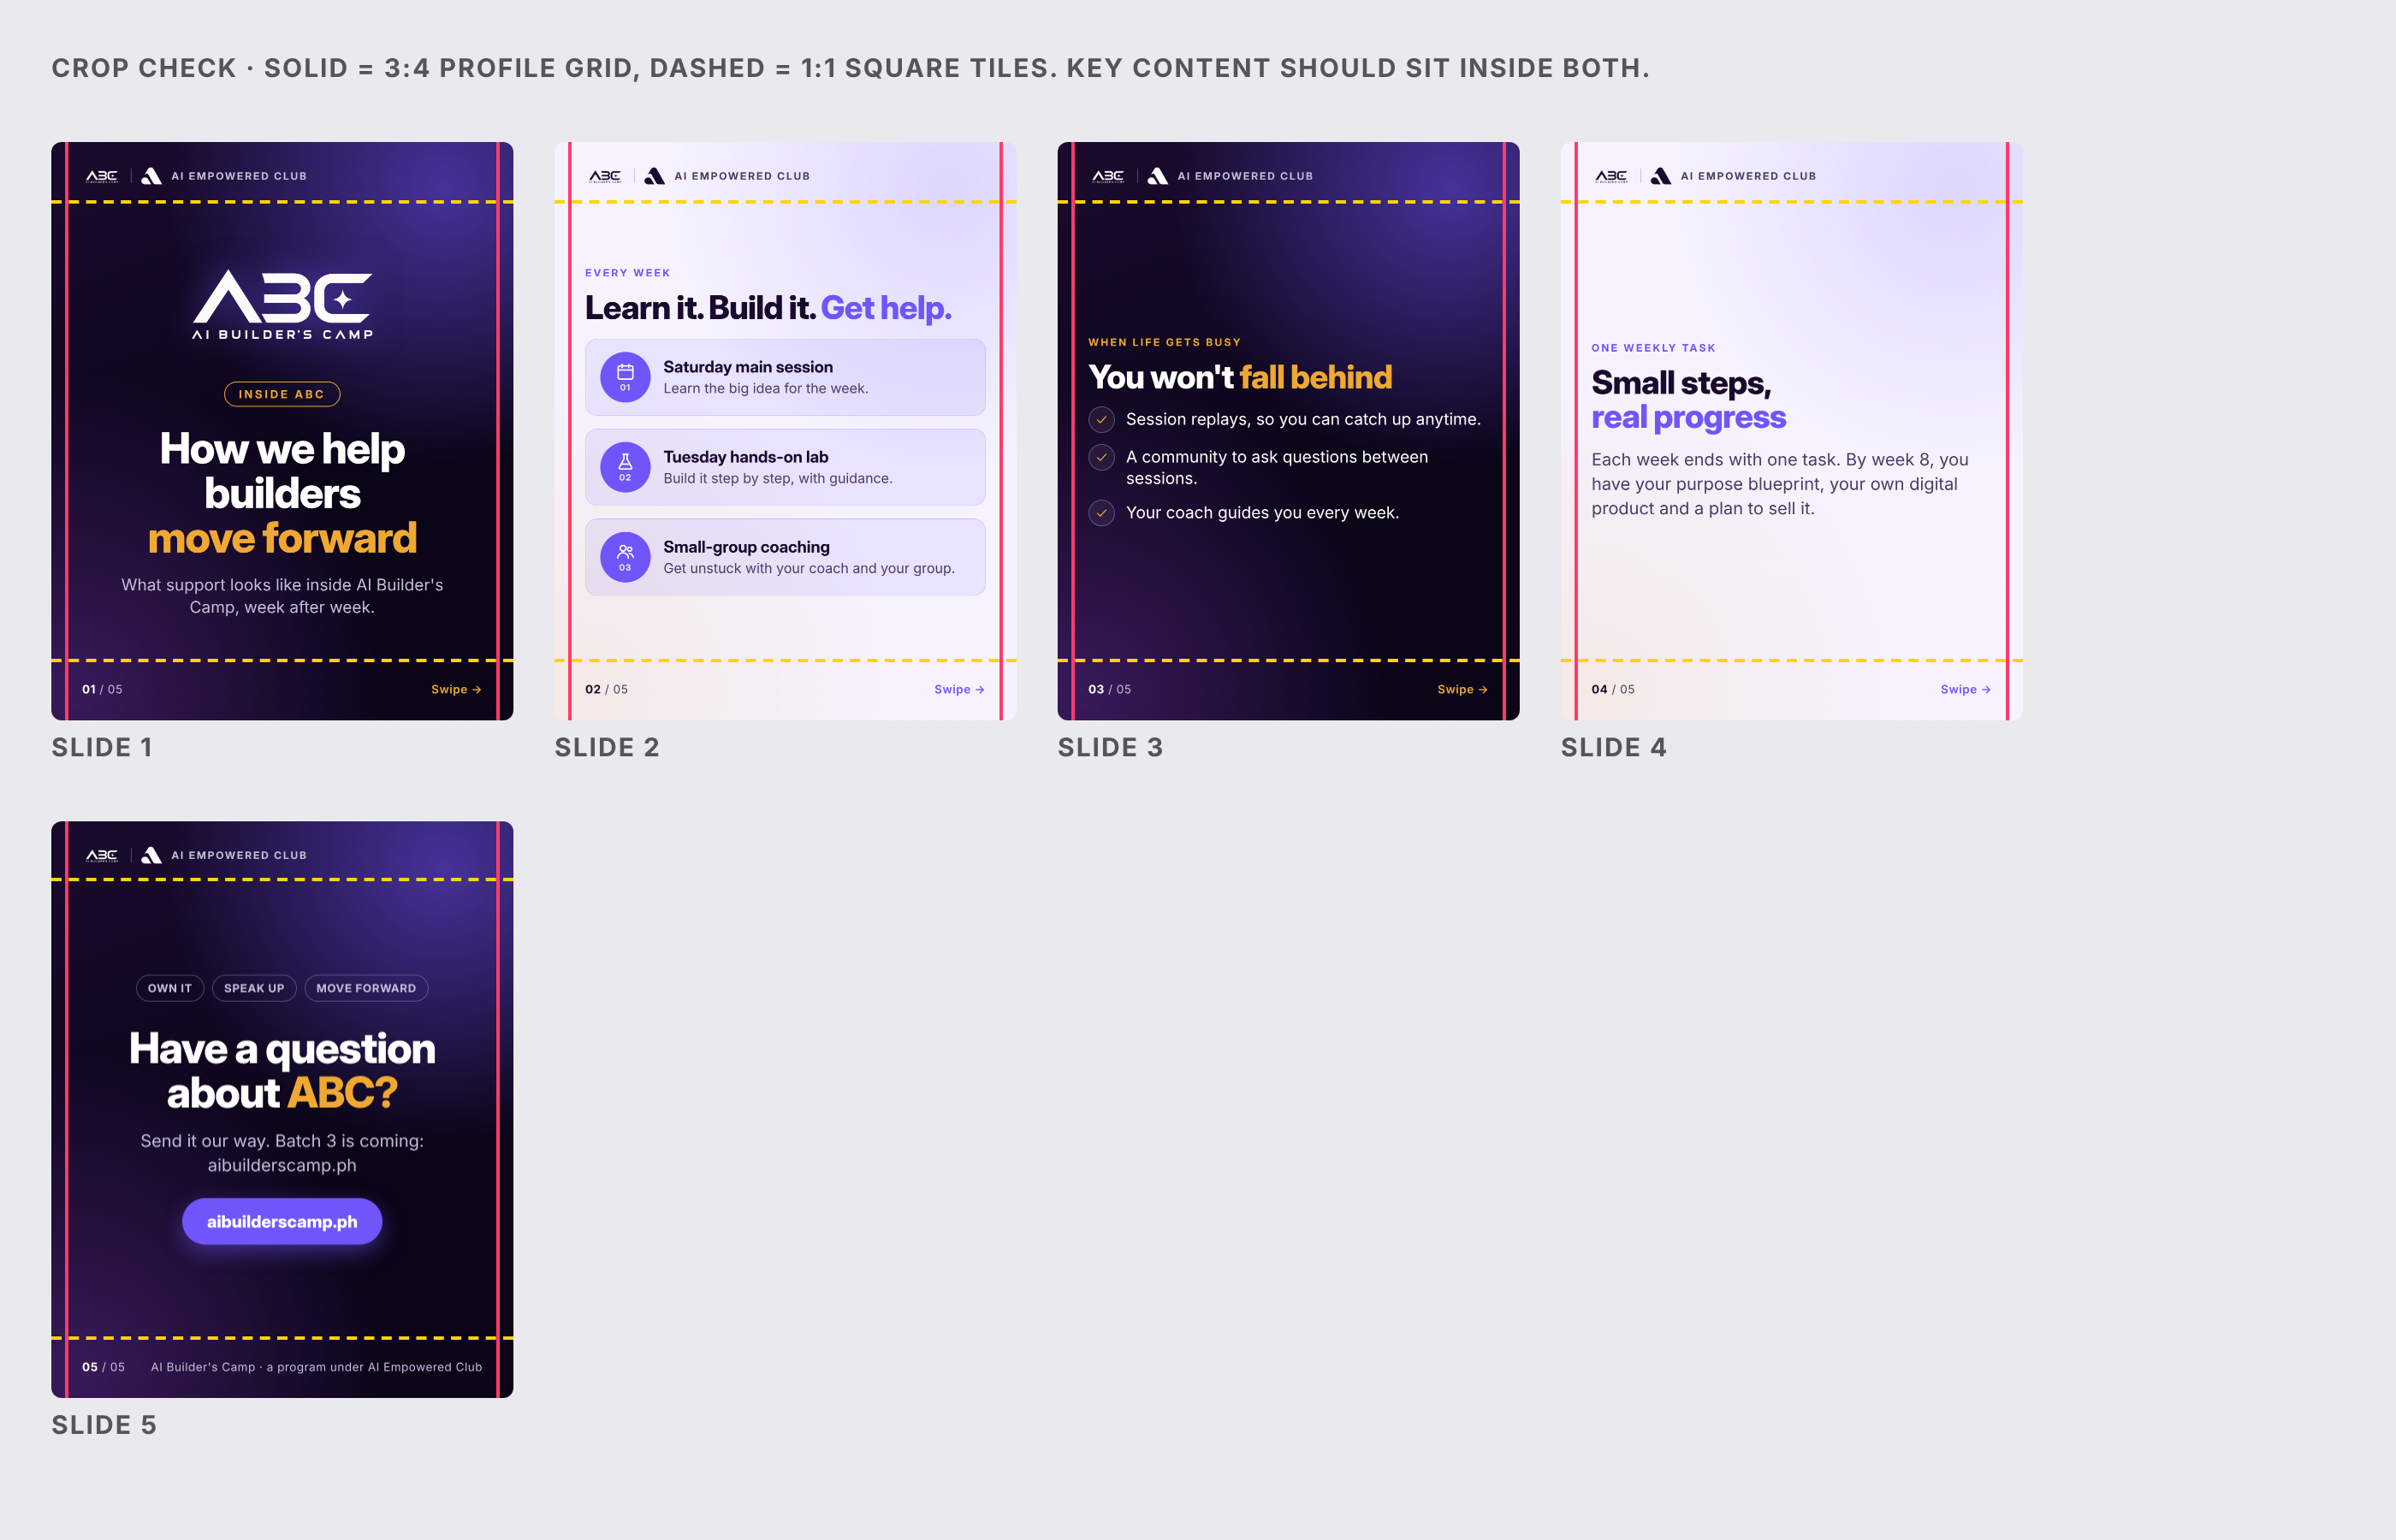 CROP CHECK · SOLID = 3:4 PROFILE GRID, DASHED = 1:1 SQUARE TILES. KEY CONTENT SHOULD SIT INSIDE BOTH.
ABC
AI EMPOWERED CLUB
ABC
AI BUILDER'S CAMP
INSIDE ABC
How we help
builders
move forward
What support looks like inside AI Builder's
Camp, week after week.
01 / 05
Swipe →
SLIDE 1
ABC
AI EMPOWERED CLUB
EVERY WEEK
Learn it. Build it. Get help.
01
Saturday main session
Learn the big idea for the week.
02
Tuesday hands-on lab
Build it step by step, with guidance.
03
Small-group coaching
Get unstuck with your coach and your group.
02 / 05
Swipe →
SLIDE 2
ABC
AI EMPOWERED CLUB
WHEN LIFE GETS BUSY
You won't fall behind
Session replays, so you can catch up anytime.
A community to ask questions between
sessions.
Your coach guides you every week.
03 / 05
Swipe →
SLIDE 3
ABC
AI EMPOWERED CLUB
ONE WEEKLY TASK
Small steps,
real progress
Each week ends with one task. By week 8, you
have your purpose blueprint, your own digital
product and a plan to sell it.
04 / 05
Swipe →
SLIDE 4
ABC
AI EMPOWERED CLUB
OWN IT
SPEAK UP
MOVE FORWARD
Have a question
about ABC?
Send it our way. Batch 3 is coming:
aibuilderscamp.ph
aibuilderscamp.ph
05 / 05
AI Builder's Camp · a program under AI Empowered Club
SLIDE 5